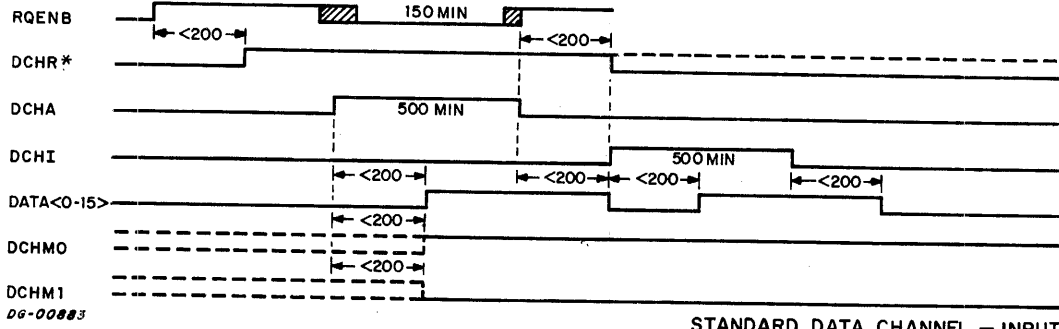 RQENB
150 MIN
<200 <200
DCHR*
DCHA
500 MIN
DCHI
500 MIN
<200 <200 <200 <200
DATA<0-15>
<200
DCHM0
<200
DCHM1
DG-00883
STANDARD DATA CHANNEL - INPUT